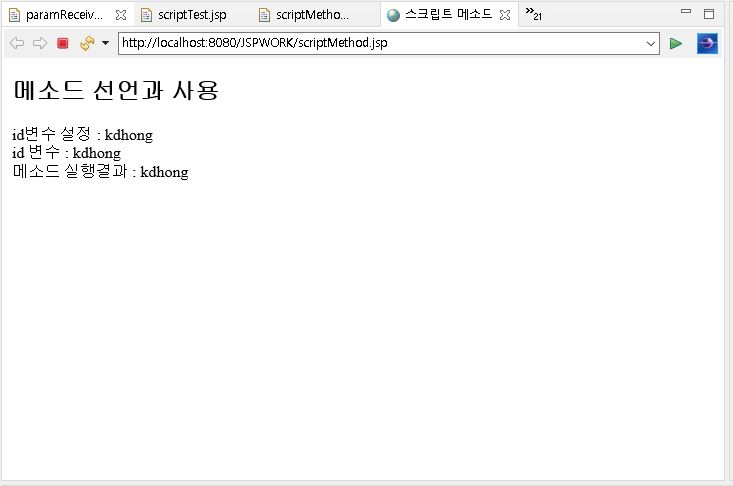 paramReceiv... scriptTest.jsp scriptMetho... 스크립트 메소드 »21
http://localhost:8080/JSPWORK/scriptMethod.jsp
메소드 선언과 사용
id변수 설정 : kdhong
id 변수 : kdhong
메소드 실행결과 : kdhong